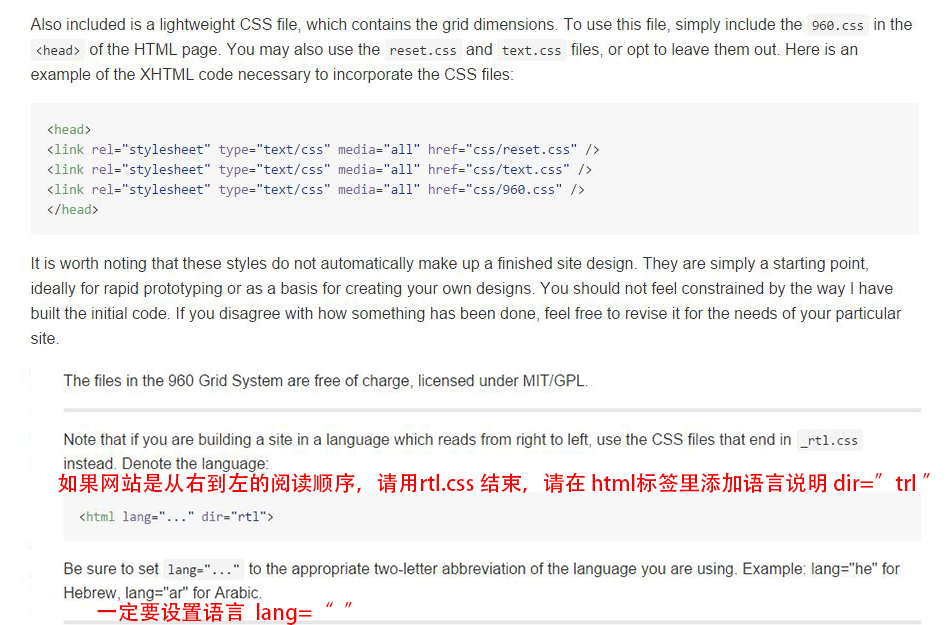 Also included is a lightweight CSS file, which contains the grid dimensions. To use this file, simply include the 960.css in the
<head> of the HTML page. You may also use the reset.css and text.css files, or opt to leave them out. Here is an
example of the XHTML code necessary to incorporate the CSS files:
<head>
<link rel="stylesheet" type="text/css" media="all" href="css/reset.css" />
<link rel="stylesheet" type="text/css" media="all" href="css/text.css" />
<link rel="stylesheet" type="text/css" media="all" href="css/960.css" />
</head>
It is worth noting that these styles do not automatically make up a finished site design. They are simply a starting point,
ideally for rapid prototyping or as a basis for creating your own designs. You should not feel constrained by the way I have
built the initial code. If you disagree with how something has been done, feel free to revise it for the needs of your particular
site.
The files in the 960 Grid System are free of charge, licensed under MIT/GPL.
Note that if you are building a site in a language which reads from right to left, use the CSS files that end in _rtl.css
instead. Denote the language:
如果网站是从右到左的阅读顺序，请用rtl.css 结束，请在 html标签里添加语言说明 dir=” trl ”
<html lang="..." dir="rtl">
Be sure to set lang="..." to the appropriate two-letter abbreviation of the language you are using. Example: lang="he" for
Hebrew, lang="ar" for Arabic.
一定要设置语言 lang=“ ”